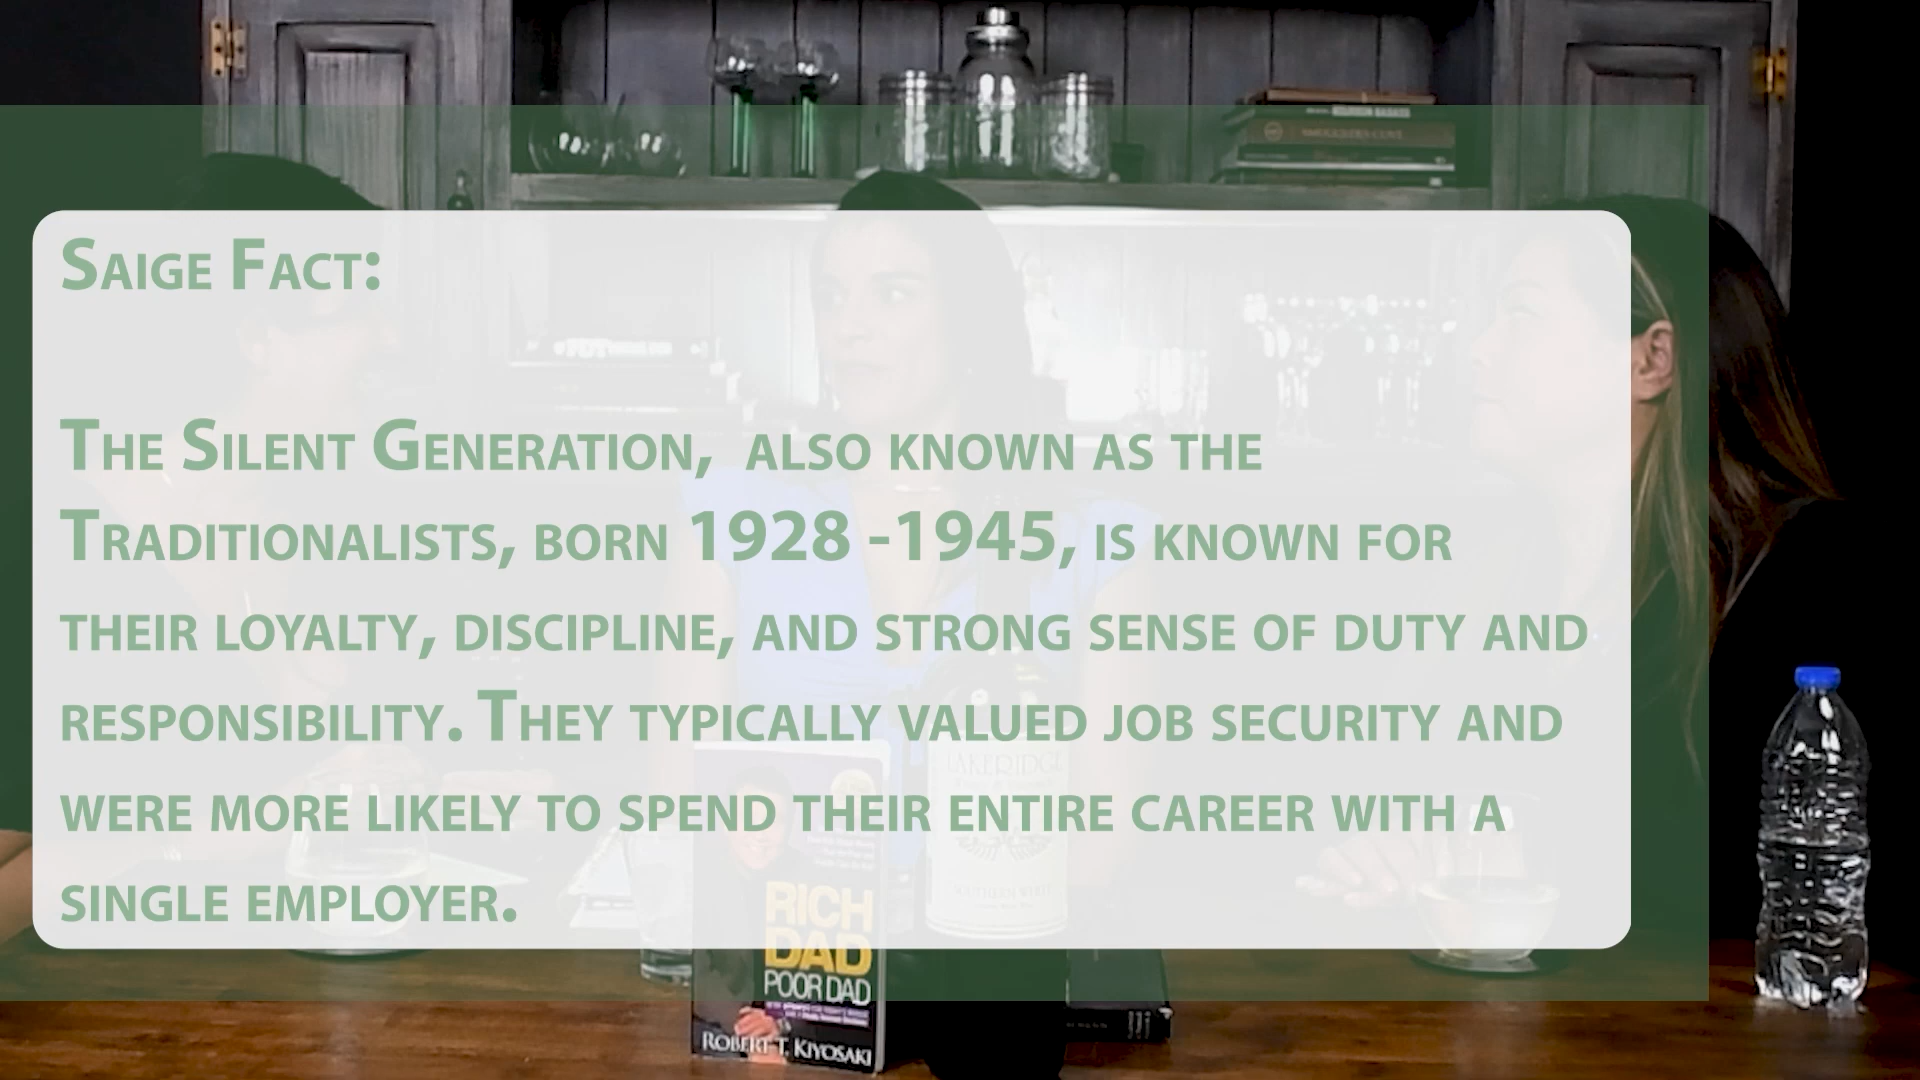 Saige Fact:
The Silent Generation, also known as the
Traditionalists, born 1928 -1945, is known for
their loyalty, discipline, and strong sense of duty and
responsibility. They typically valued job security and
were more likely to spend their entire career with a
single employer.
LAKERIDGE
RICH
DAD
POOR DAD
ROBERT T. KIYOSAKI